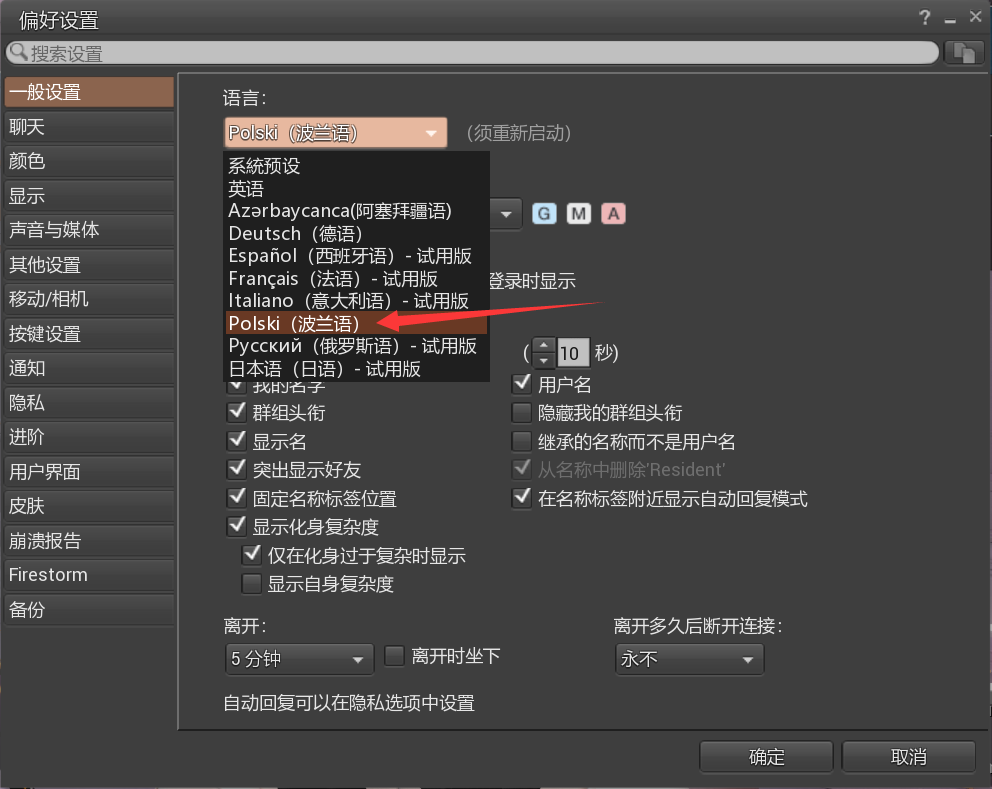 偏好设置
?
搜索设置
一般设置
聊天
颜色
显示
声音与媒体
其他设置
移动/相机
按键设置
通知
隐私
进阶
用户界面
皮肤
崩溃报告
Firestorm
备份
语言:
Polski（波兰语）
(须重新启动)
系統预设
英语
Azərbaycanca(阿塞拜疆语)
Deutsch（德语）
Español（西班牙语）- 试用版
Français（法语）- 试用版
Italiano（意大利语）- 试用版
Polski（波兰语）
Русский（俄罗斯语）- 试用版
日本语（日语）- 试用版
G M A
登录时显示
( 10 秒)
我的名字
用户名
群组头衔
隐藏我的群组头衔
显示名
继承的名称而不是用户名
突出显示好友
从名称中删除'Resident'
固定名称标签位置
在名称标签附近显示自动回复模式
显示化身复杂度
仅在化身过于复杂时显示
显示自身复杂度
离开:
离开多久后断开连接:
5 分钟
离开时坐下
永不
自动回复可以在隐私选项中设置
确定
取消